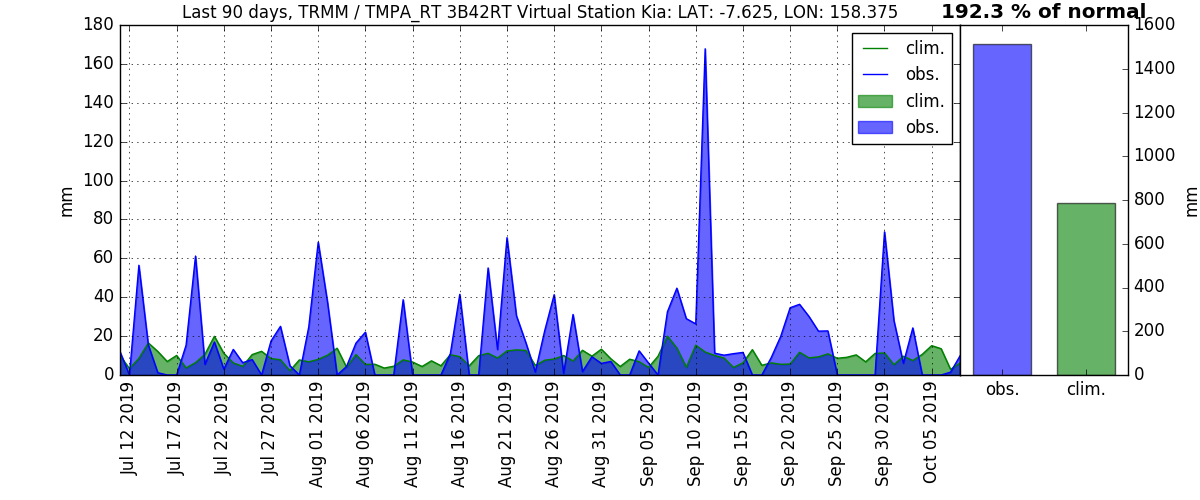 Last 90 days, TRMM / TMPA_RT 3B42RT Virtual Station Kia: LAT: -7.625, LON: 158.375
192.3 % of normal
180
160
140
120
100
80
60
40
20
0
mm
clim.
obs.
clim.
obs.
Jul 12 2019
Jul 17 2019
Jul 22 2019
Jul 27 2019
Aug 01 2019
Aug 06 2019
Aug 11 2019
Aug 16 2019
Aug 21 2019
Aug 26 2019
Aug 31 2019
Sep 05 2019
Sep 10 2019
Sep 15 2019
Sep 20 2019
Sep 25 2019
Sep 30 2019
Oct 05 2019
1600
1400
1200
1000
800
600
400
200
0
mm
obs.
clim.